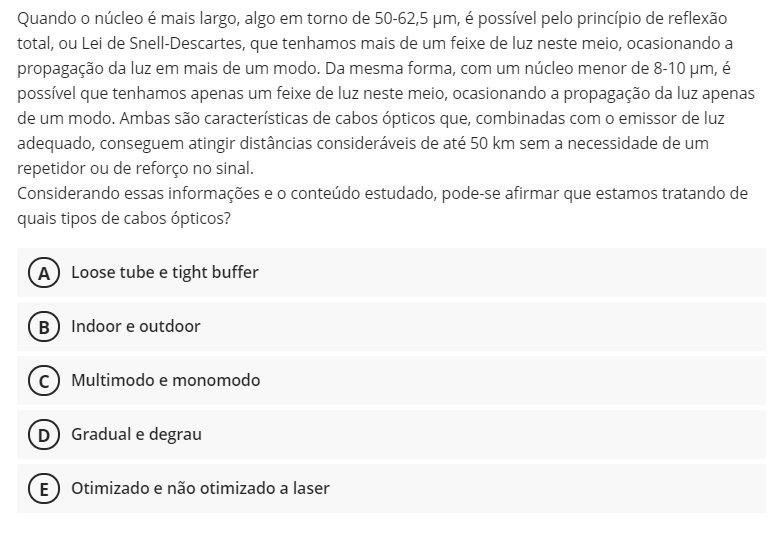 Quando o núcleo é mais largo, algo em torno de 50-62,5 µm, é possível pelo princípio de reflexão
total, ou Lei de Snell-Descartes, que tenhamos mais de um feixe de luz neste meio, ocasionando a
propagação da luz em mais de um modo. Da mesma forma, com um núcleo menor de 8-10 µm, é
possível que tenhamos apenas um feixe de luz neste meio, ocasionando a propagação da luz apenas
de um modo. Ambas são características de cabos ópticos que, combinadas com o emissor de luz
adequado, conseguem atingir distâncias consideráveis de até 50 km sem a necessidade de um
repetidor ou de reforço no sinal.
Considerando essas informações e o conteúdo estudado, pode-se afirmar que estamos tratando de
quais tipos de cabos ópticos?
A Loose tube e tight buffer
B Indoor e outdoor
C Multimodo e monomodo
D Gradual e degrau
E Otimizado e não otimizado a laser